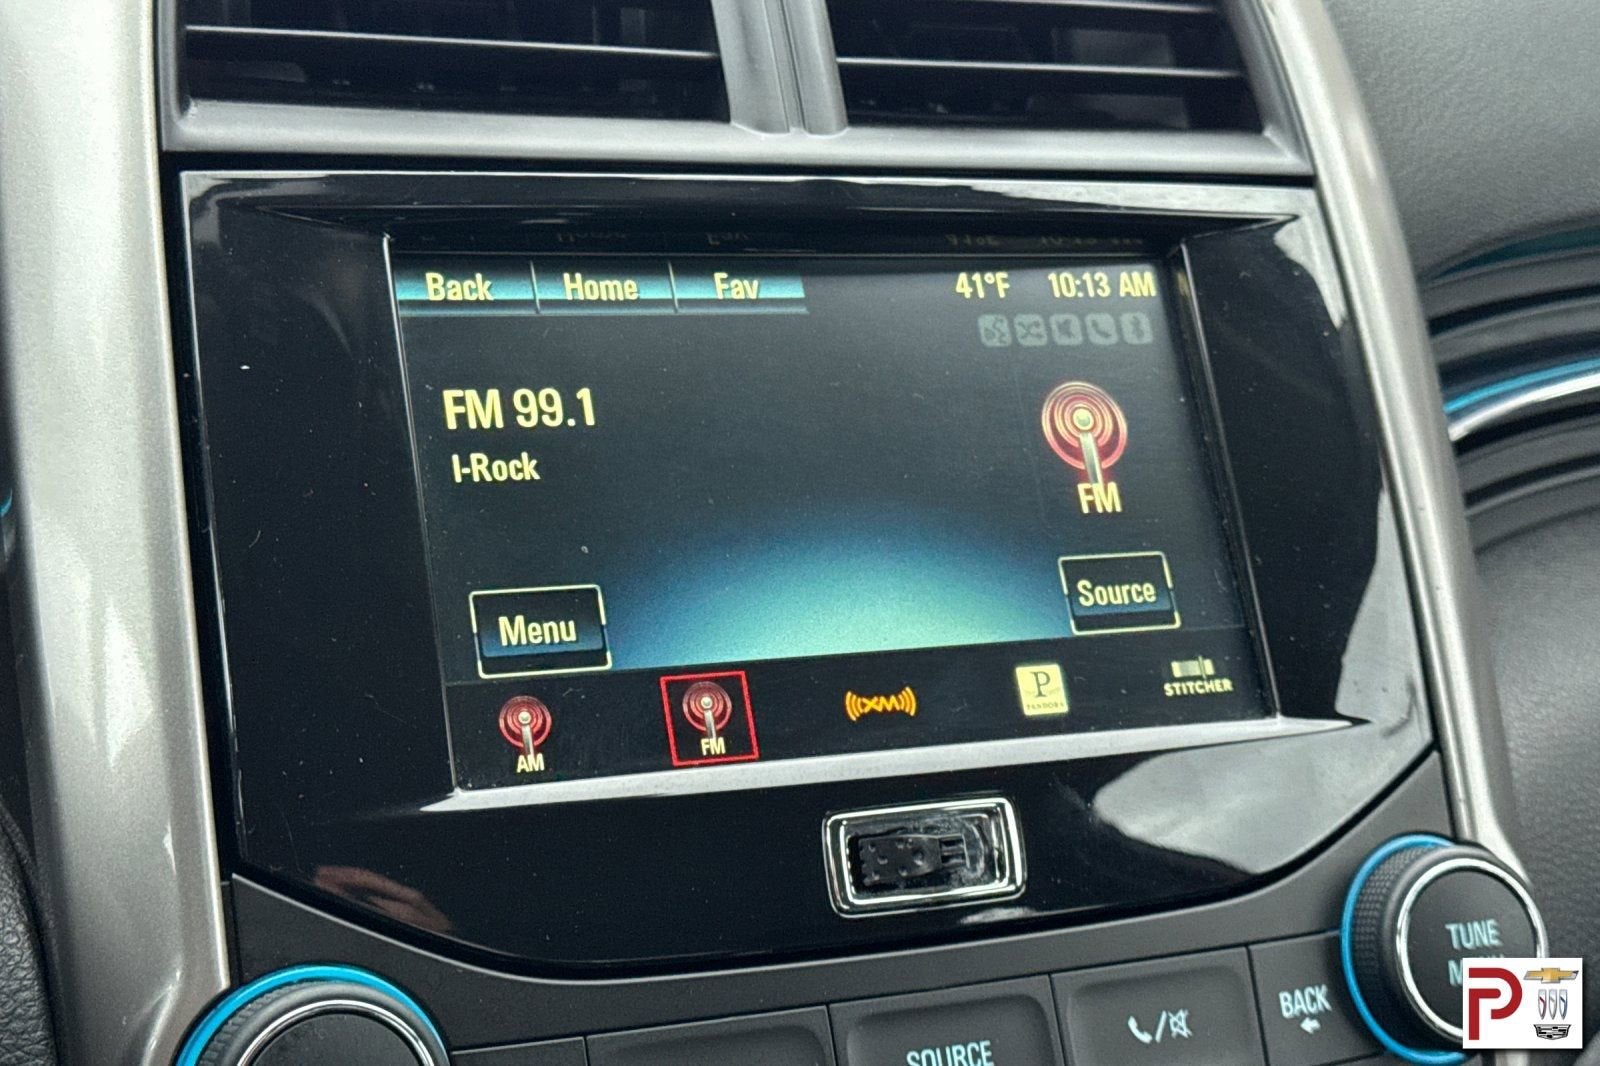 Back Home Fav 41°F 10:13 AM
FM 99.1
I-Rock
FM
Menu
Source
AM
FM
XM
P
PANDORA
STITCHER
TUNE
BACK
SOURCE
P